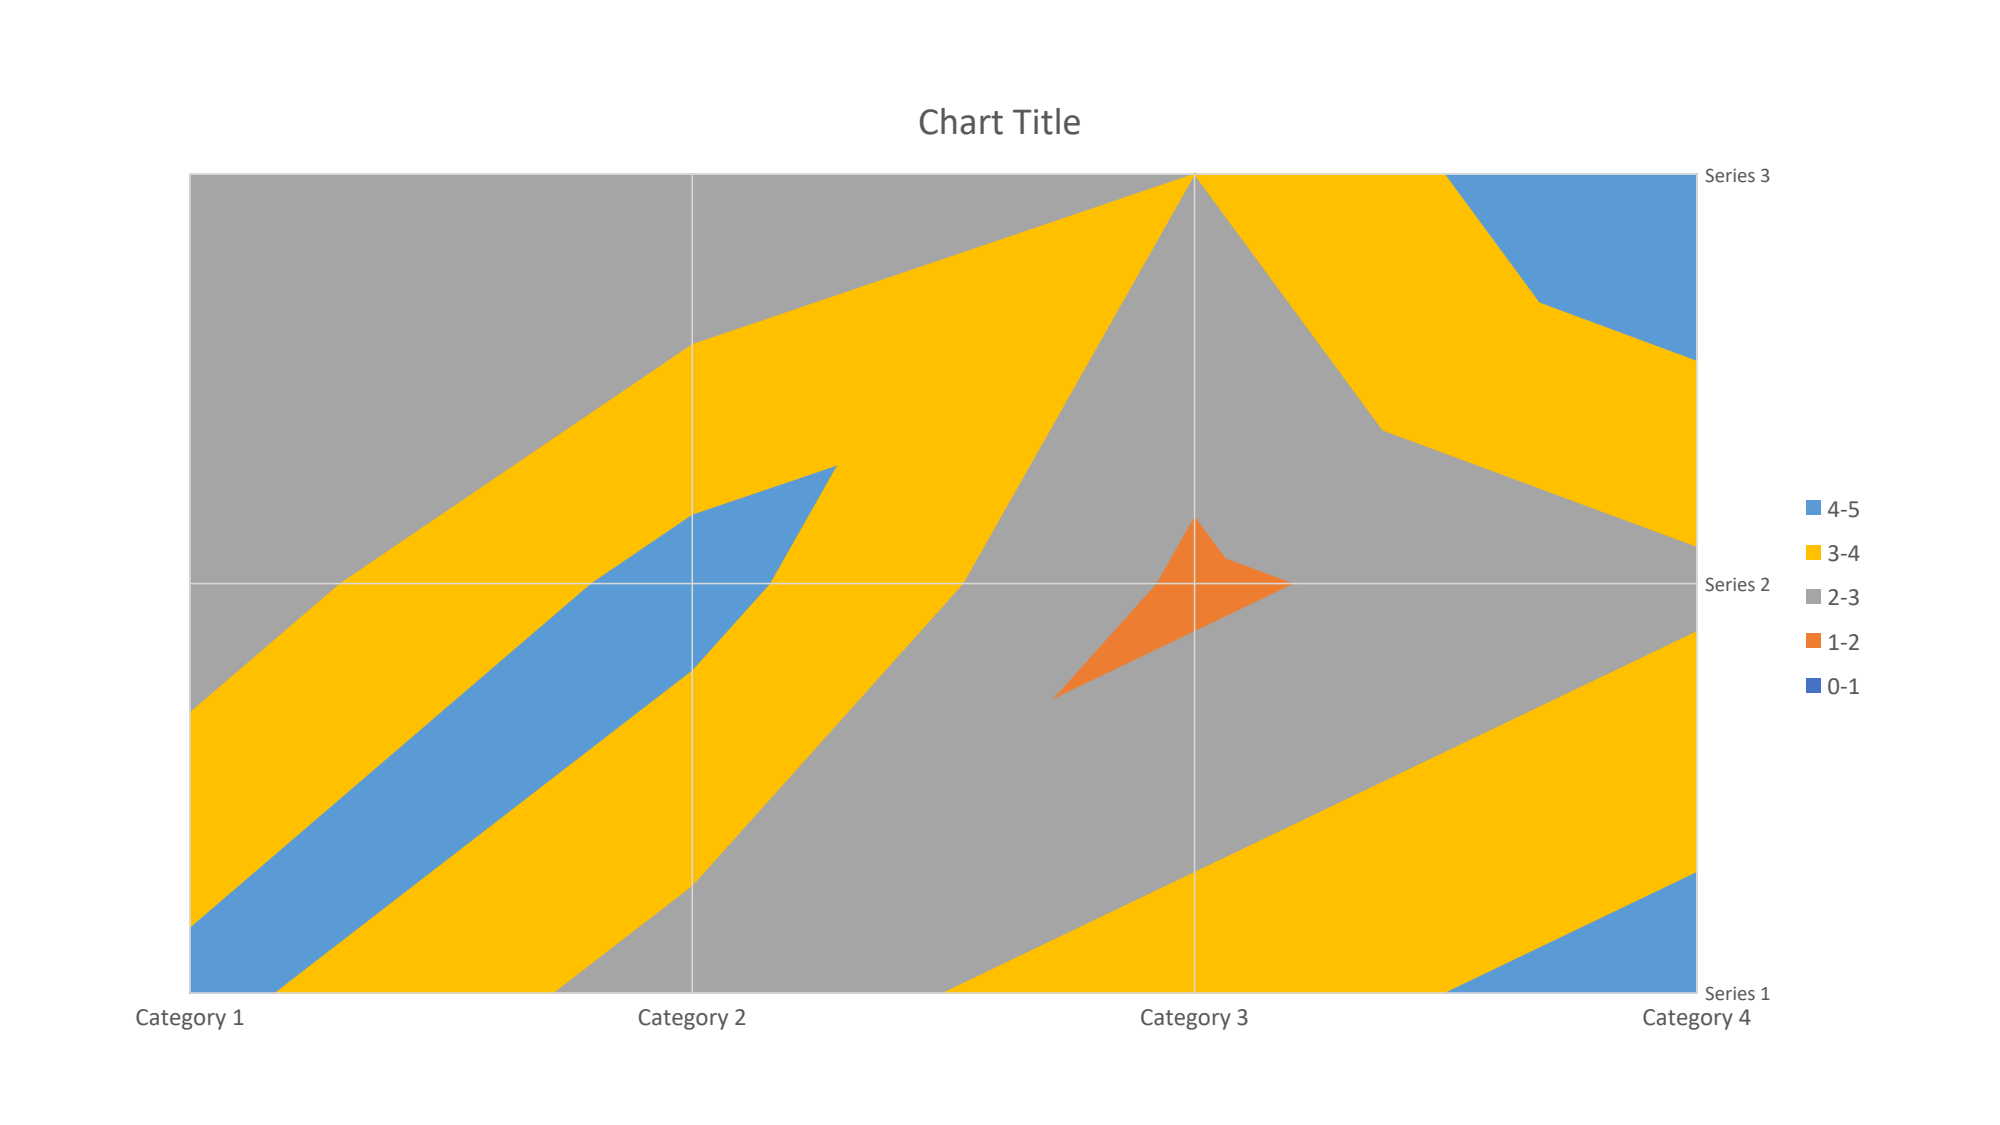 Chart Title
Series 3
Series 2
Series 1
4-5
3-4
2-3
1-2
0-1
Category 1
Category 2
Category 3
Category 4